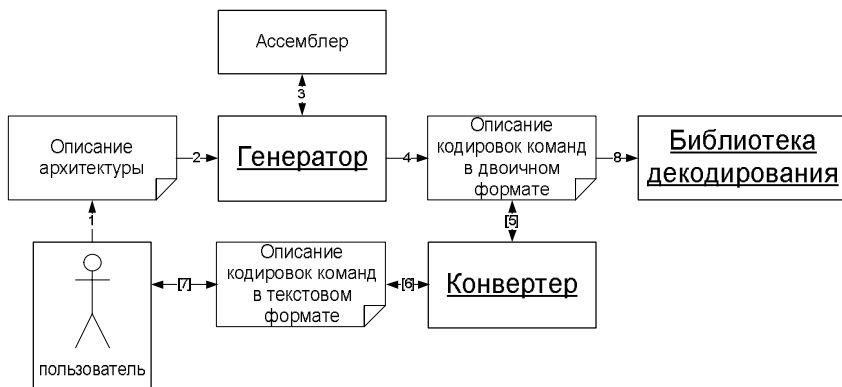 Ассемблер
3
Описание
архитектуры
2
Генератор
4
Описание
кодировок команд
в двоичном
формате
8
Библиотека
декодирования
1
[5]
пользователь
[7]
Описание
кодировок команд
в текстовом
формате
[6]
Конвертер